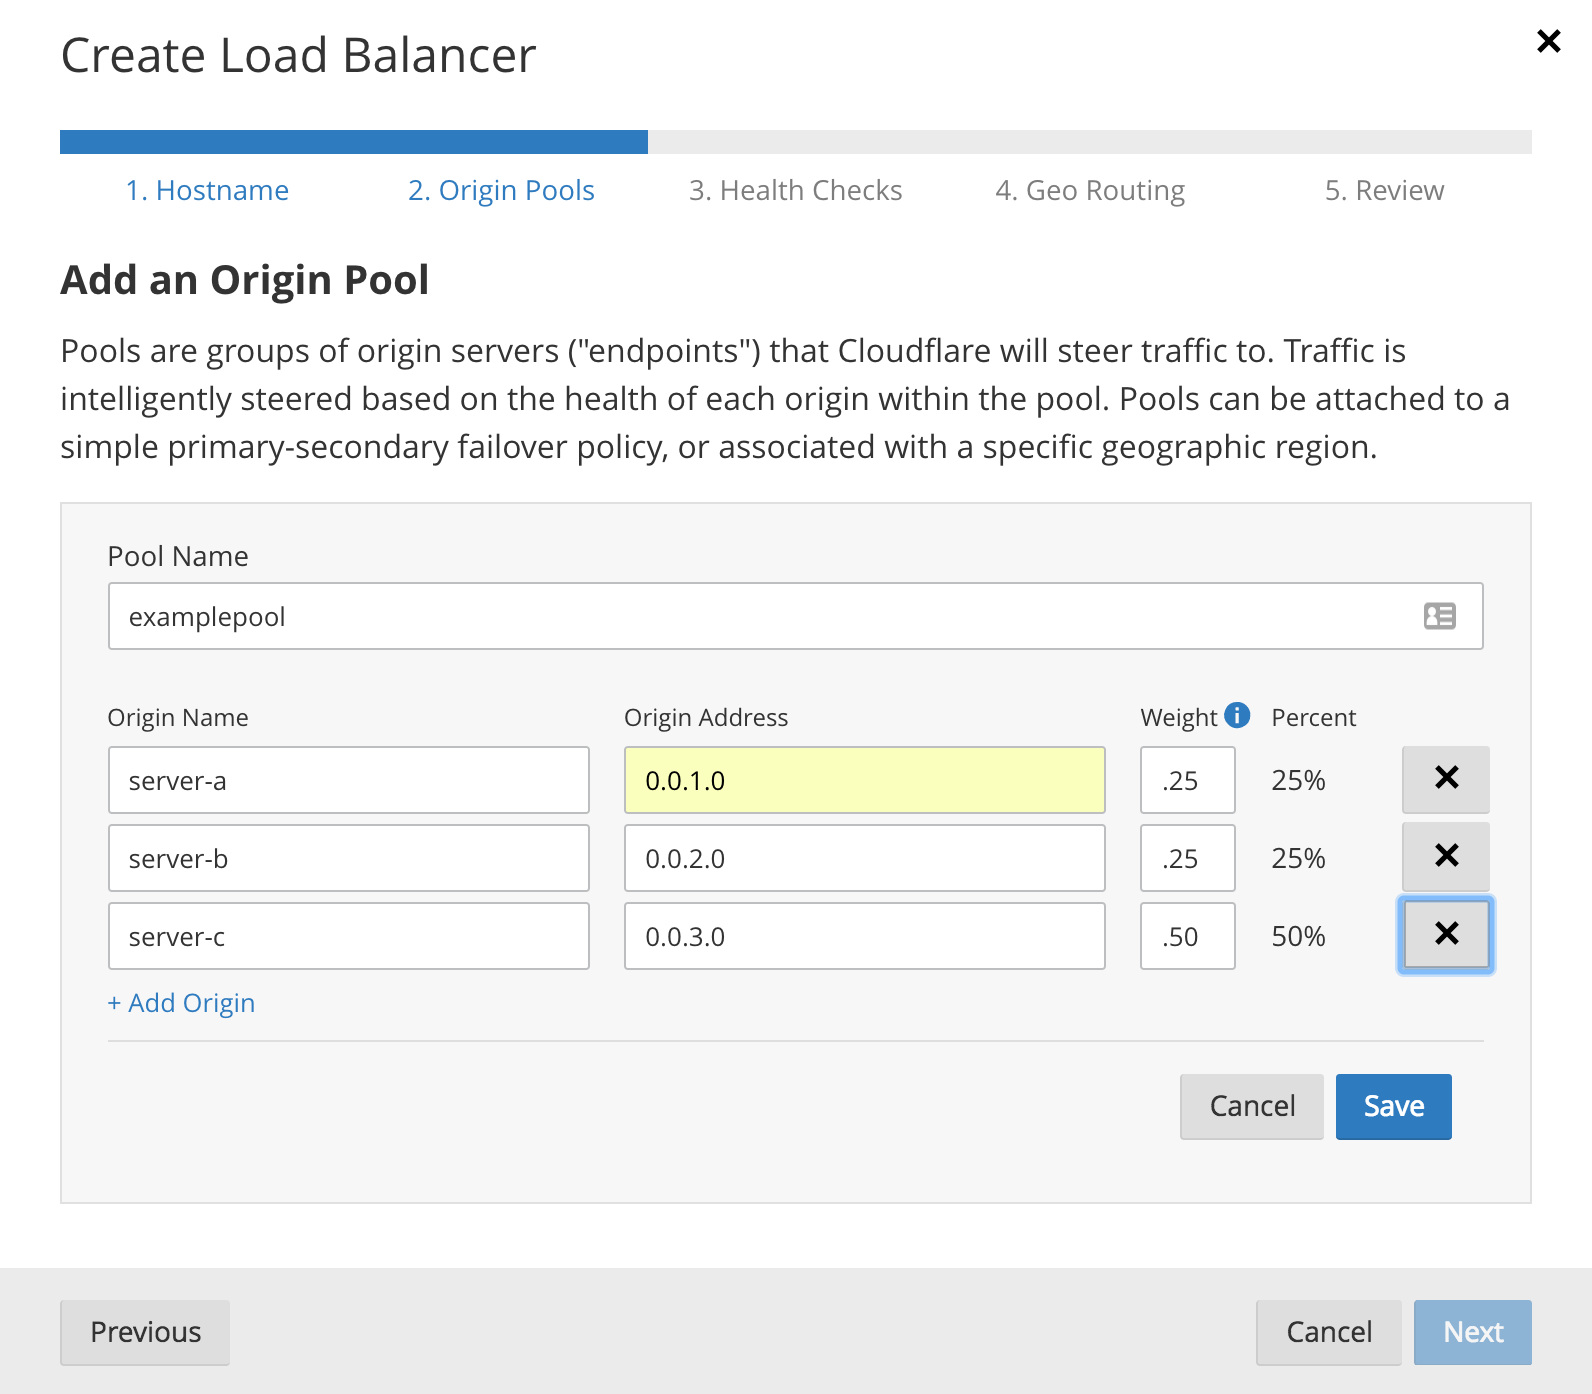 Create Load Balancer
1. Hostname 2. Origin Pools 3. Health Checks 4. Geo Routing 5. Review
Add an Origin Pool
Pools are groups of origin servers ("endpoints") that Cloudflare will steer traffic to. Traffic is
intelligently steered based on the health of each origin within the pool. Pools can be attached to a
simple primary-secondary failover policy, or associated with a specific geographic region.
Pool Name
examplepool
Origin Name Origin Address Weight i Percent
server-a 0.0.1.0 .25 25%
server-b 0.0.2.0 .25 25%
server-c 0.0.3.0 .50 50%
+ Add Origin
Cancel Save
Previous Cancel Next